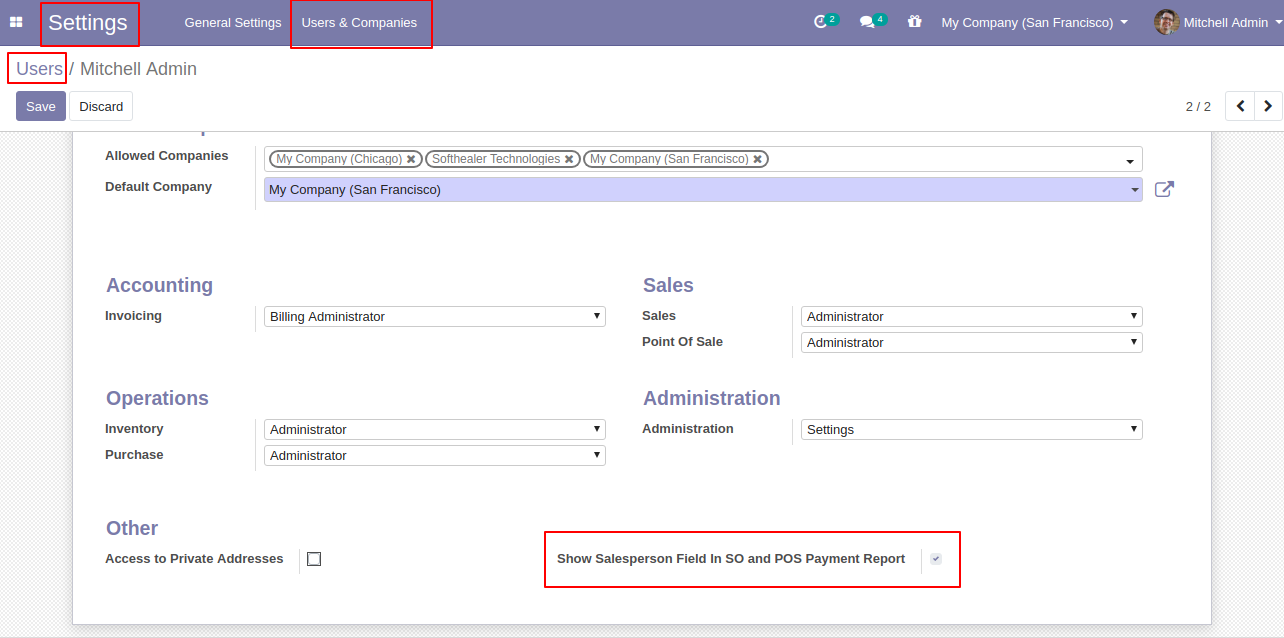 Settings General Settings Users & Companies 2 4 My Company (San Francisco) Mitchell Admin
Users / Mitchell Admin
Save Discard 2 / 2
Allowed Companies My Company (Chicago) Softhealer Technologies My Company (San Francisco)
Default Company My Company (San Francisco)
Accounting Sales
Invoicing Billing Administrator Sales Administrator
Point Of Sale Administrator
Operations Administration
Inventory Administrator Administration Settings
Purchase Administrator
Other
Access to Private Addresses Show Salesperson Field In SO and POS Payment Report